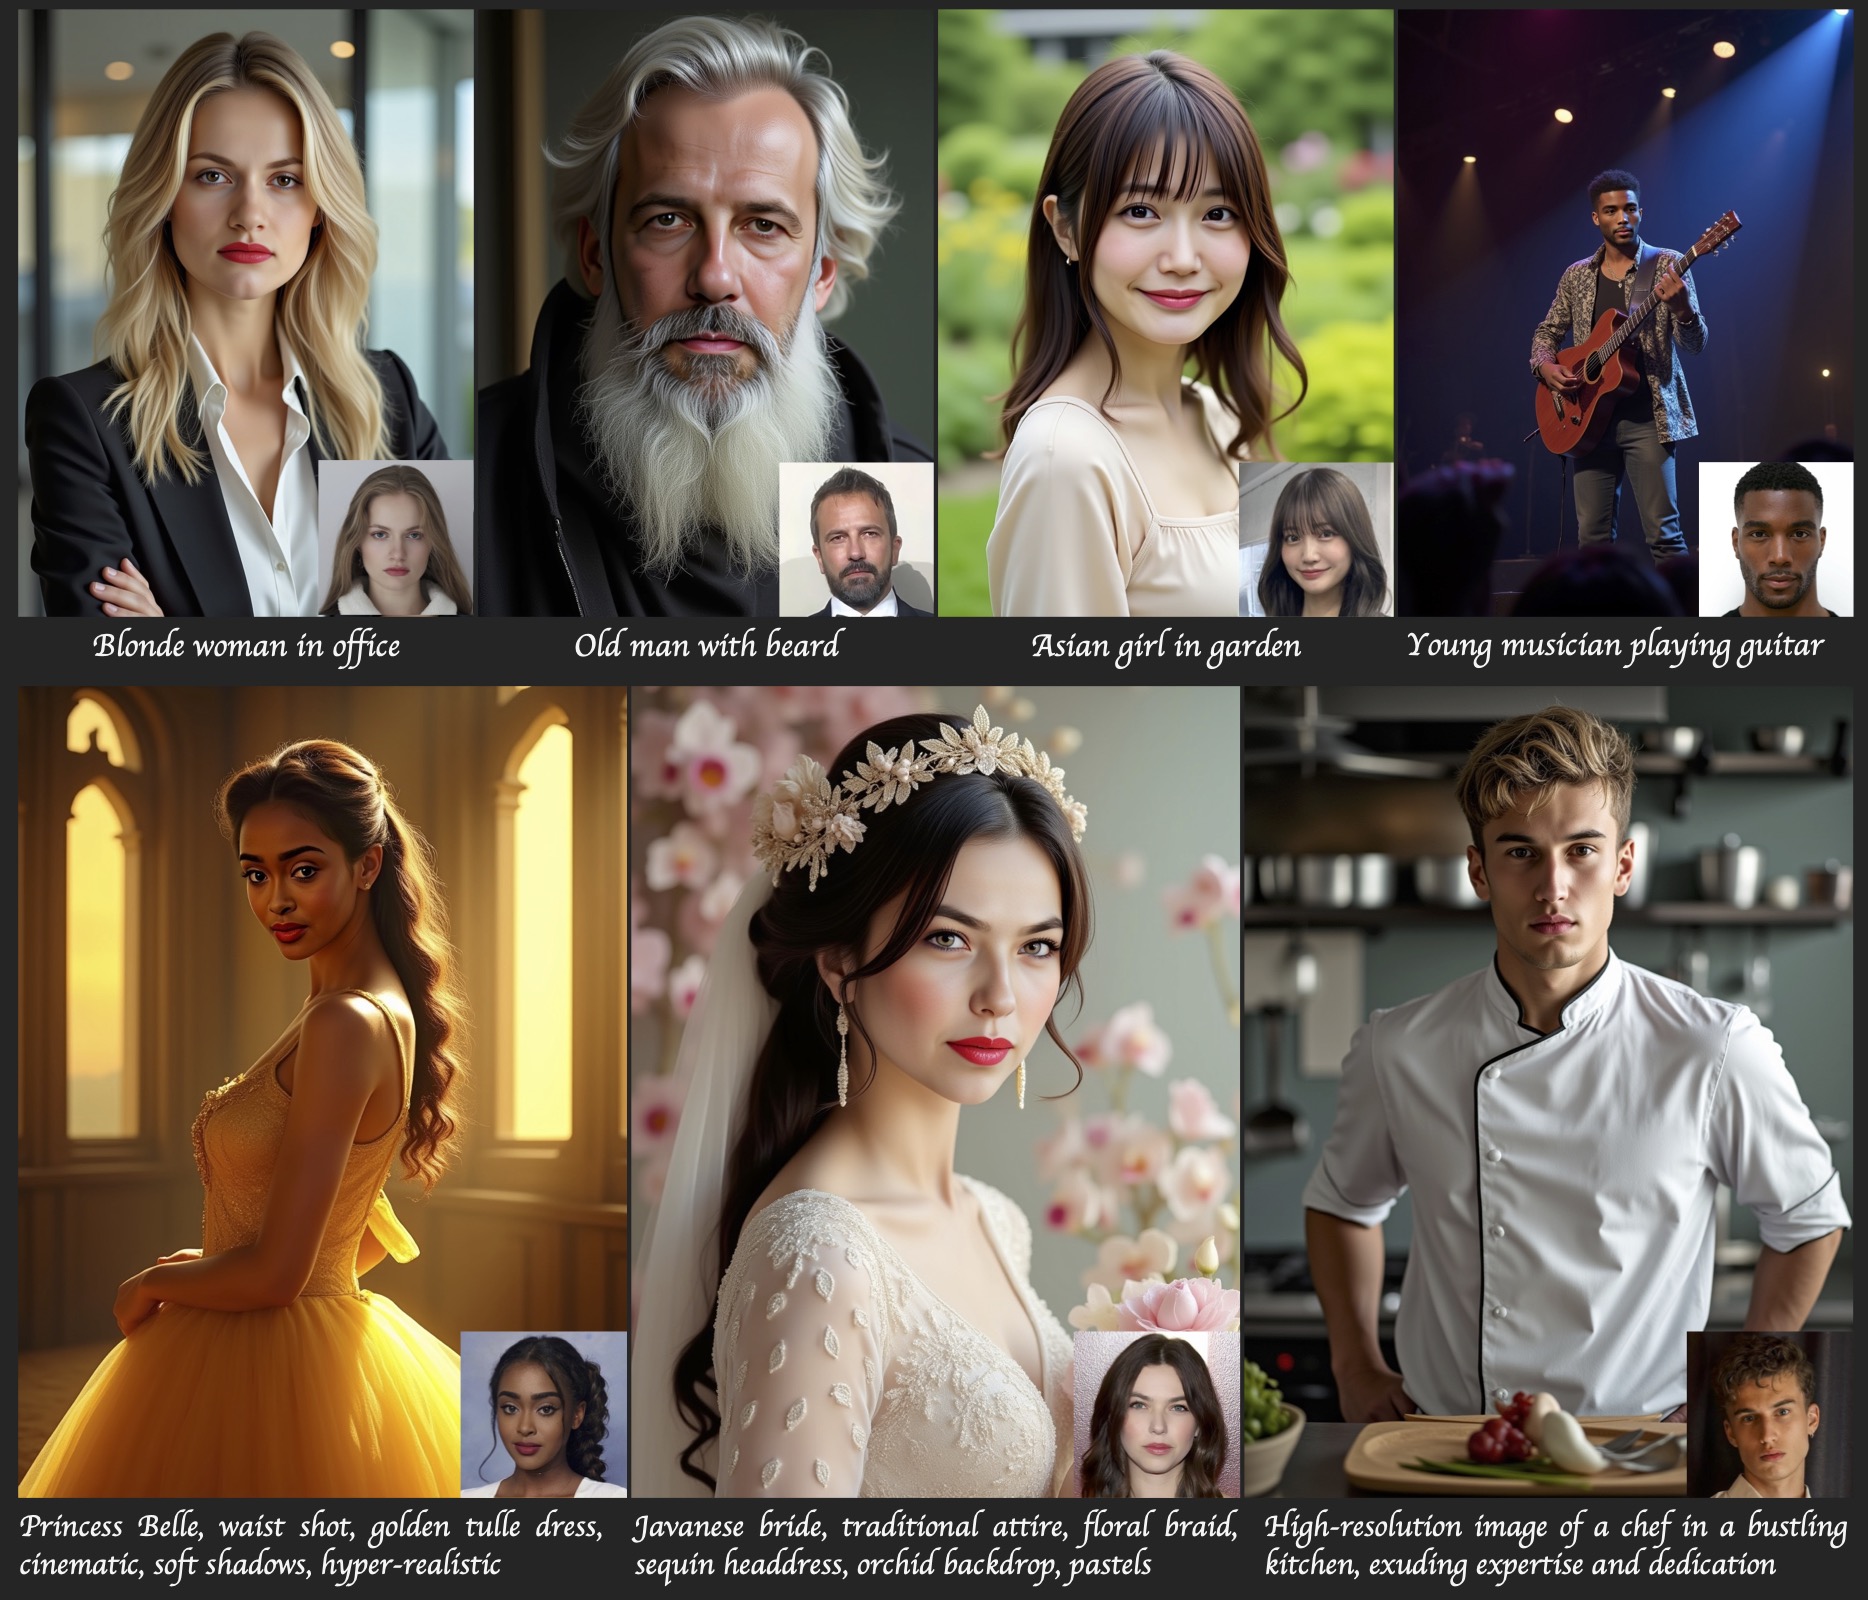 Blonde woman in office
Old man with beard
Asian girl in garden
Young musician playing guitar
Princess Belle, waist shot, golden tulle dress,
cinematic, soft shadows, hyper-realistic
Javanese bride, traditional attire, floral braid,
sequin headdress, orchid backdrop, pastels
High-resolution image of a chef in a bustling
kitchen, exuding expertise and dedication